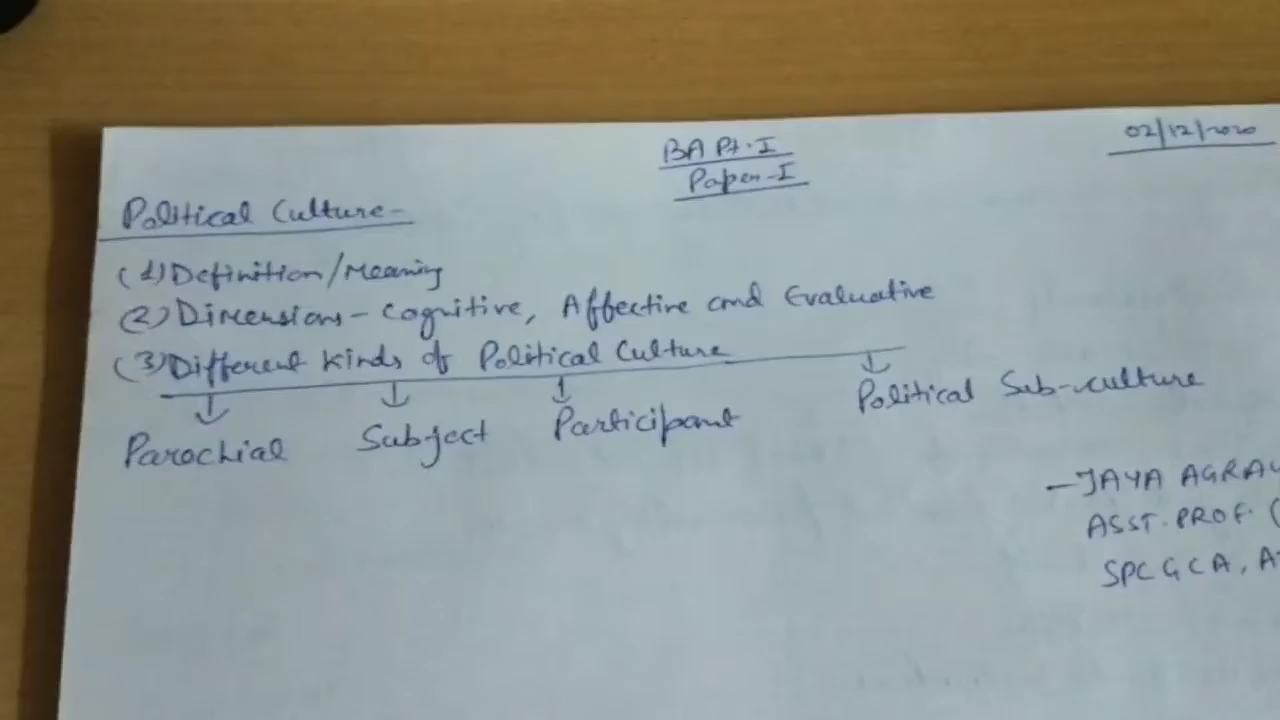 02/12/2020
BA Pt. I
Paper-I
Political Culture-
(1) Definition/Meaning
(2) Dimensions - Cognitive, Affective and Evaluative
(3) Different kinds of Political Culture
Parochial Subject Participant Political Sub-culture
- JAYA
ASST. PROF. (
SPCGCA,